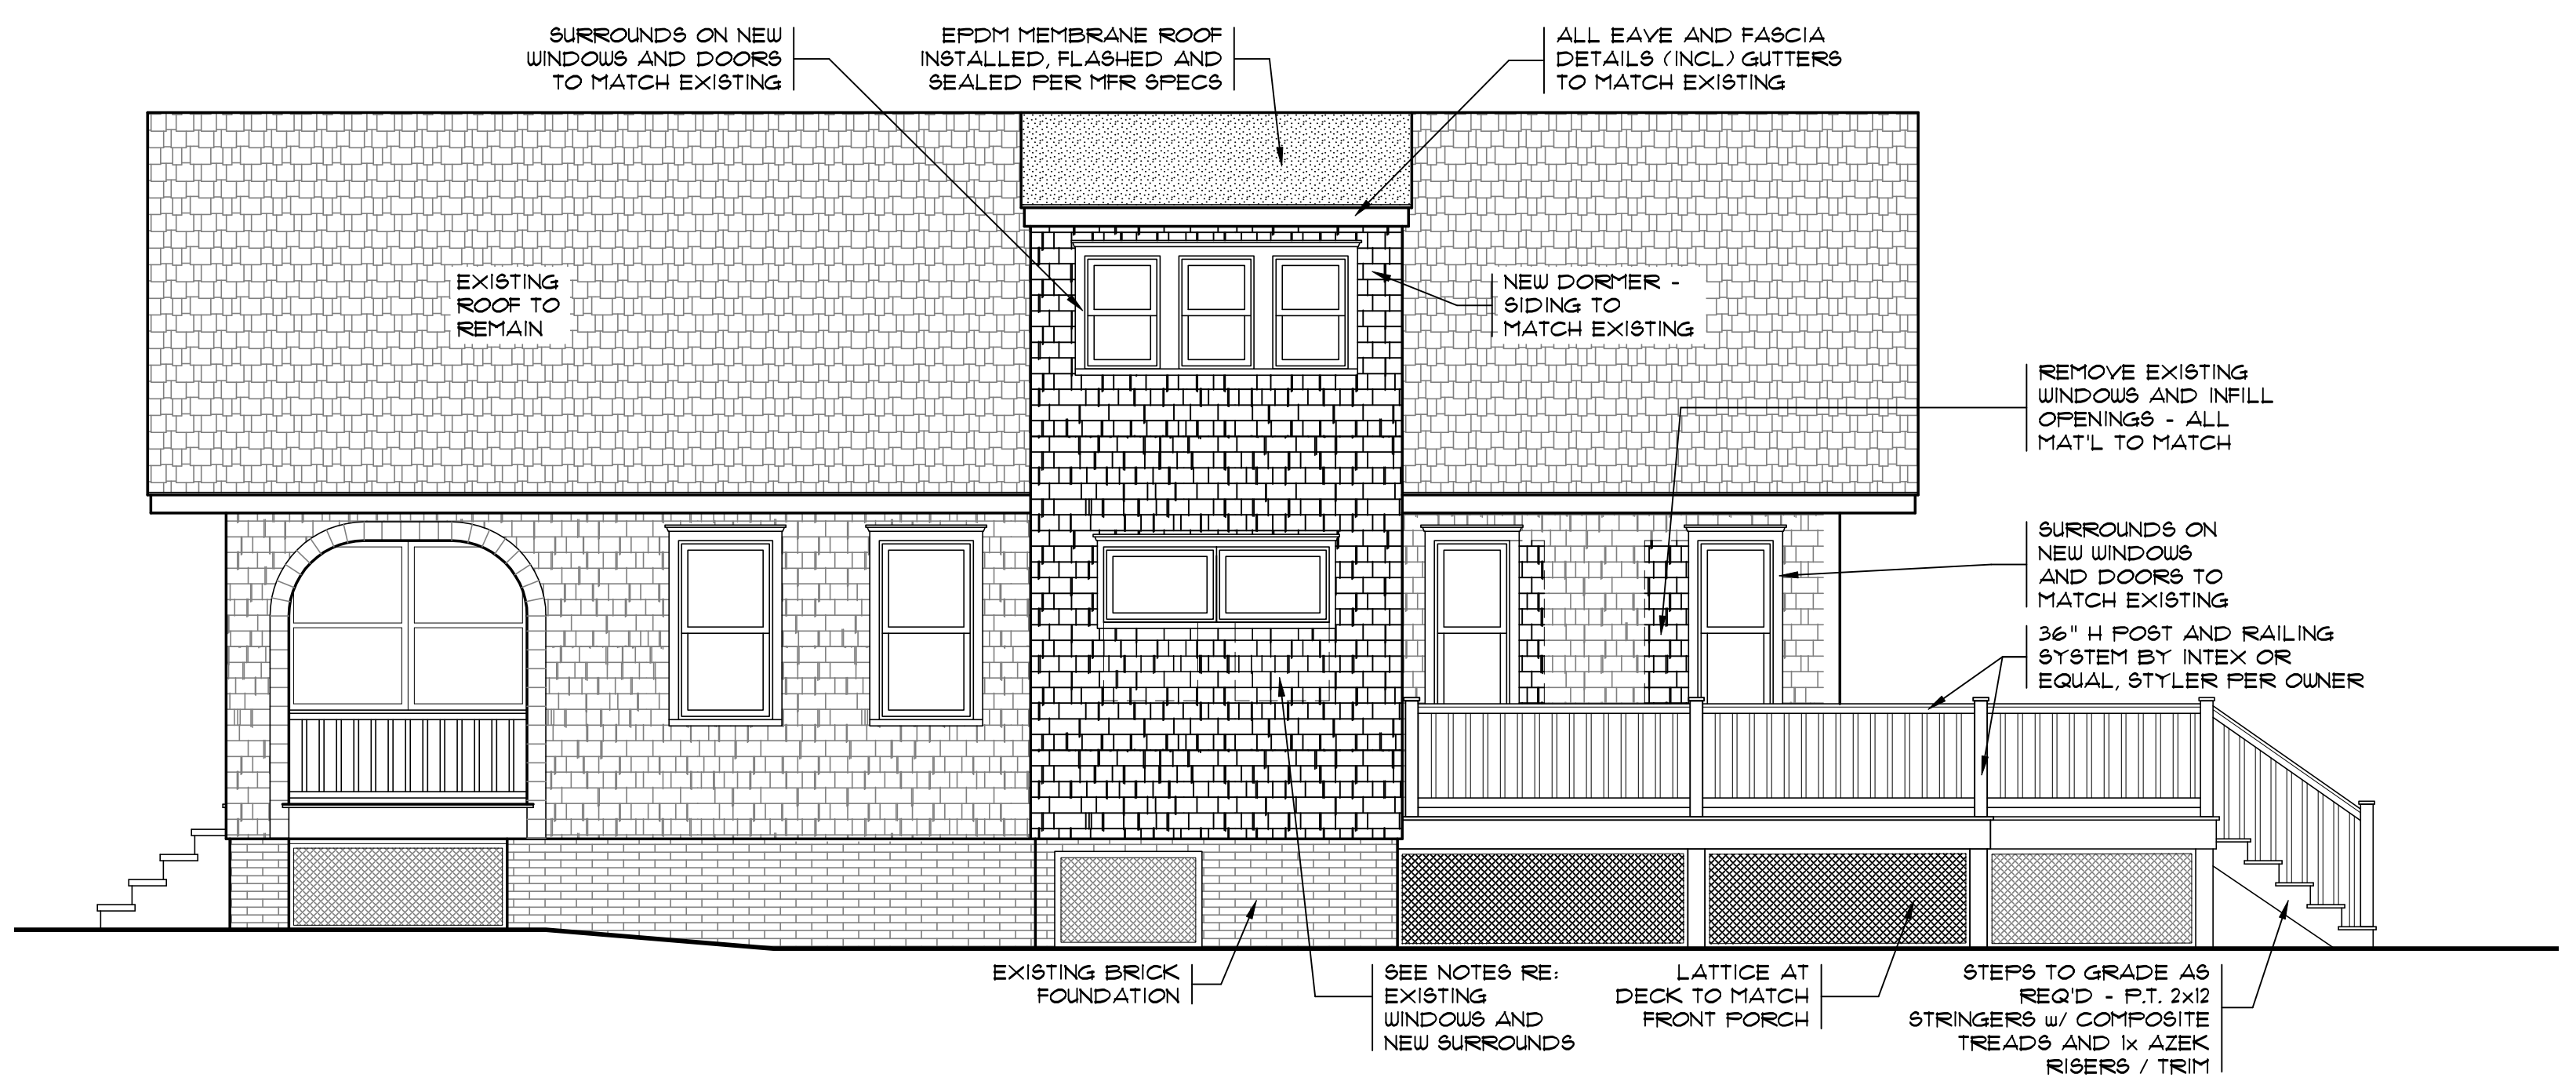 SURROUNDS ON NEW
WINDOWS AND DOORS
TO MATCH EXISTING
EPDM MEMBRANE ROOF
INSTALLED, FLASHED AND
SEALED PER MFR SPECS
ALL EAVE AND FASCIA
DETAILS (INCL) GUTTERS
TO MATCH EXISTING
EXISTING
ROOF TO
REMAIN
NEW DORMER -
SIDING TO
MATCH EXISTING
REMOVE EXISTING
WINDOWS AND INFILL
OPENINGS - ALL
MAT'L TO MATCH
SURROUNDS ON
NEW WINDOWS
AND DOORS TO
MATCH EXISTING
36" H POST AND RAILING
SYSTEM BY INTEX OR
EQUAL, STYLER PER OWNER
EXISTING BRICK
FOUNDATION
SEE NOTES RE:
EXISTING
WINDOWS AND
NEW SURROUNDS
LATTICE AT
DECK TO MATCH
FRONT PORCH
STEPS TO GRADE AS
REQ'D - P.T. 2x12
STRINGERS w/ COMPOSITE
TREADS AND 1x AZEK
RISERS / TRIM